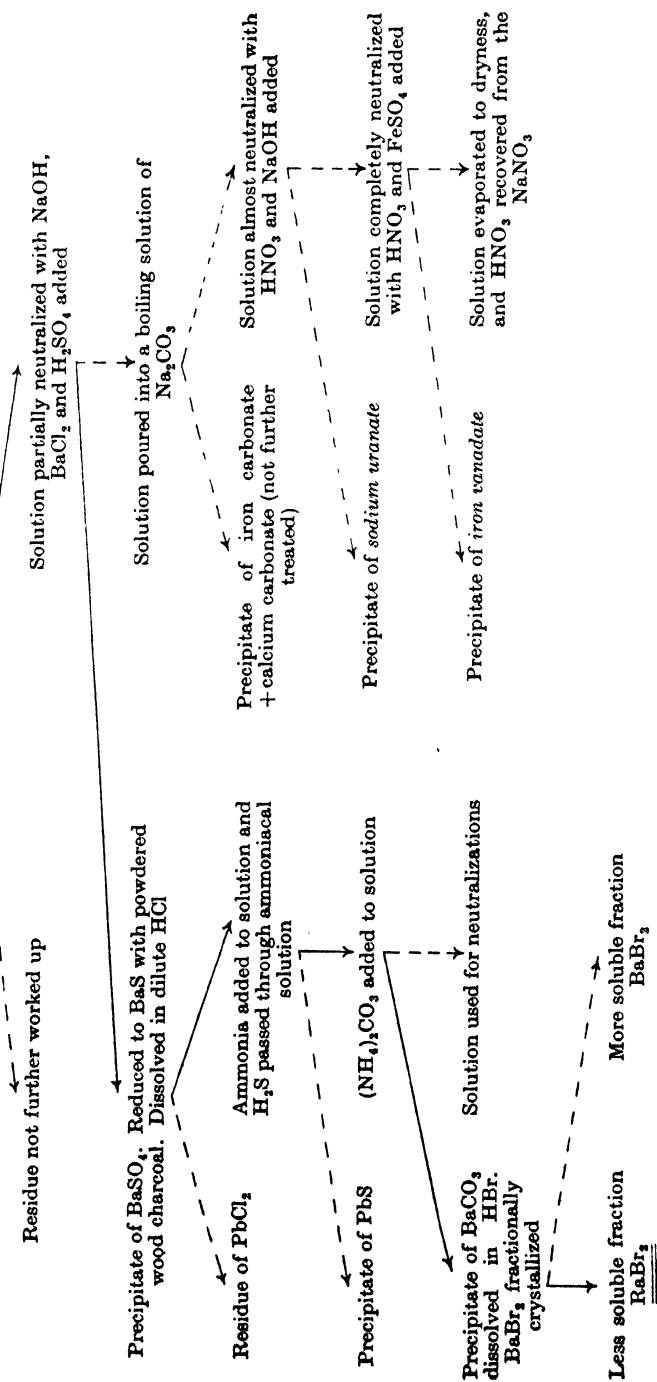 Residue not further worked up
Solution partially neutralized with NaOH,
BaCl₂ and H₂SO₄ added
Precipitate of BaSO₄. Reduced to BaS with powdered
wood charcoal. Dissolved in dilute HCl
Solution poured into a boiling solution of
Na₂CO₃
Residue of PbCl₂
Ammonia added to solution and
H₂S passed through ammoniacal
solution
Precipitate of iron carbonate
+ calcium carbonate (not further
treated)
Solution almost neutralized with
HNO₃ and NaOH added
Precipitate of PbS
(NH₄)₂CO₃ added to solution
Precipitate of sodium uranate
Solution completely neutralized
with HNO₃ and FeSO₄ added
Precipitate of BaCO₃
dissolved in HBr.
BaBr₂ fractionally
crystallized
Solution used for neutralizations
Precipitate of iron vanadate
Solution evaporated to dryness,
and HNO₃ recovered from the
NaNO₃
Less soluble fraction
RaBr₂
More soluble fraction
BaBr₂